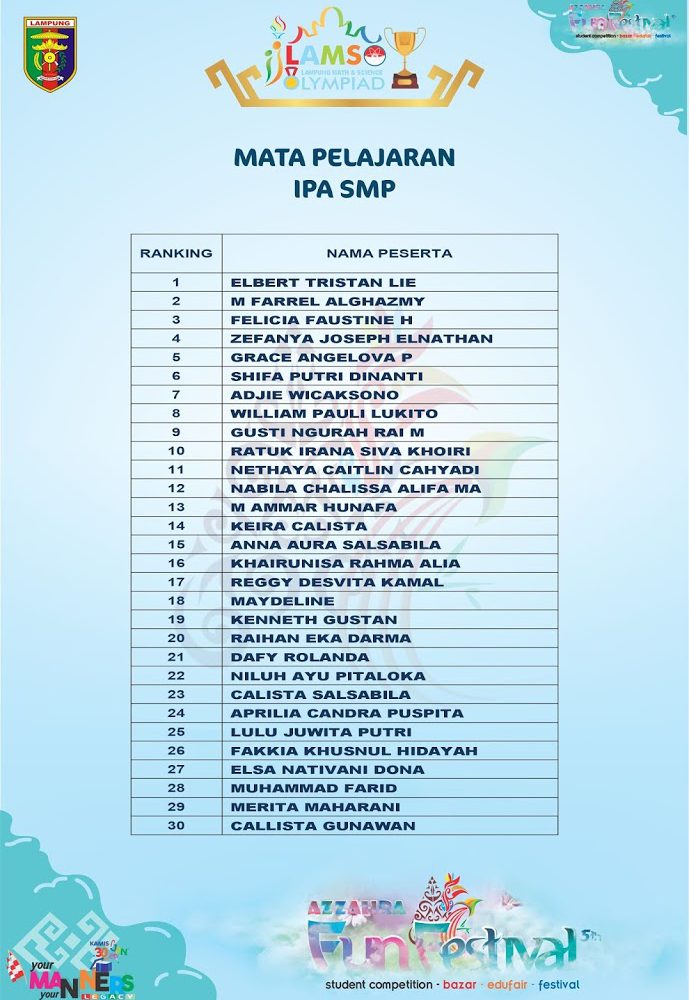 LAMPUNG
LAMSO
LAMPUNG MATH & SCIENCE
OLYMPIAD
Fun Festival
student competition - bazar - edufair - festival
MATA PELAJARAN
IPA SMP
RANKING NAMA PESERTA
1 ELBERT TRISTAN LIE
2 M FARREL ALGHAZMY
3 FELICIA FAUSTINE H
4 ZEFANYA JOSEPH ELNATHAN
5 GRACE ANGELOVA P
6 SHIFA PUTRI DINANTI
7 ADJIE WICAKSONO
8 WILLIAM PAULI LUKITO
9 GUSTI NGURAH RAI M
10 RATUK IRANA SIVA KHOIRI
11 NETHAYA CAITLIN CAHYADI
12 NABILA CHALISSA ALIFA MA
13 M AMMAR HUNAFA
14 KEIRA CALISTA
15 ANNA AURA SALSABILA
16 KHAIRUNISA RAHMA ALIA
17 REGGY DESVITA KAMAL
18 MAYDELINE
19 KENNETH GUSTAN
20 RAIHAN EKA DARMA
21 DAFY ROLANDA
22 NILUH AYU PITALOKA
23 CALISTA SALSABILA
24 APRILIA CANDRA PUSPITA
25 LULU JUWITA PUTRI
26 FAKKIA KHUSNUL HIDAYAH
27 ELSA NATIVANI DONA
28 MUHAMMAD FARID
29 MERITA MAHARANI
30 CALLISTA GUNAWAN
AZZAHRA
Fun Festival 5th
student competition - bazar - edufair - festival
KAMIS
your
MANNERS
your LEGACY